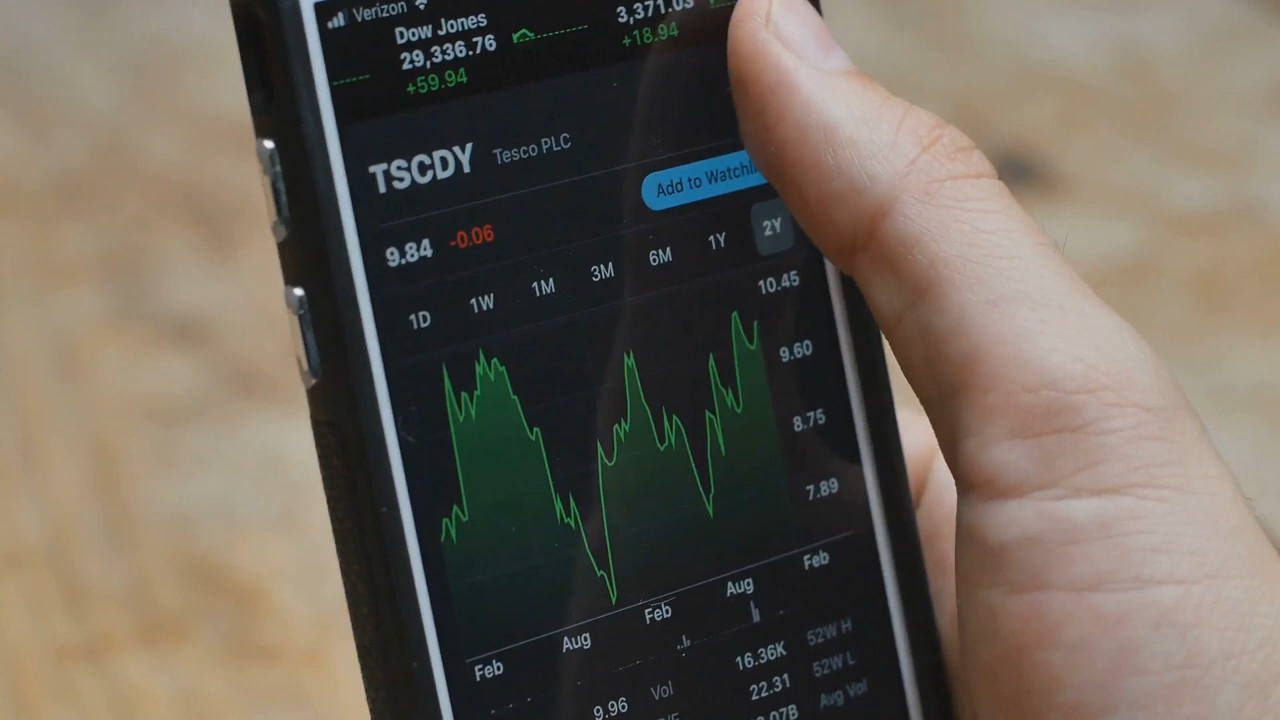 Verizon
Dow Jones
29,336.76
+59.94
3,371.03
+18.94
TSCDY Tesco PLC
Add to Watchli
9.84 -0.06
1D 1W 1M 3M 6M 1Y 2Y
10.45
9.60
8.75
7.89
Feb Aug Feb Aug Feb
9.96 Vol 16.36K 52W H
22.31 52W L
.07B Avg Vol